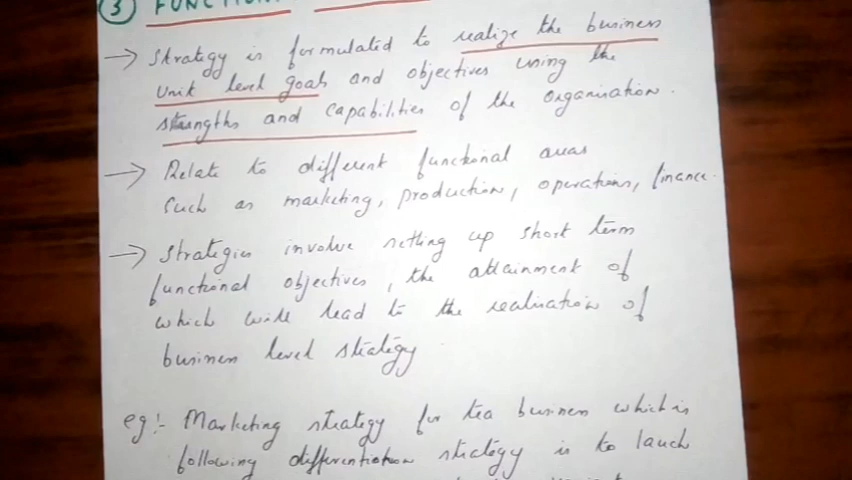 3 FUNCTION
→ Strategy is formulated to realize the business
unit level goals and objectives using the
strengths and capabilities of the organisation.
→ Relate to different functional areas
such as marketing, production, operations, finance.
→ Strategies involve setting up short term
functional objectives, the attainment of
which will lead to the realisation of
business level strategy
eg:- Marketing strategy for tea business which is
following differentiation strategy is to lauch